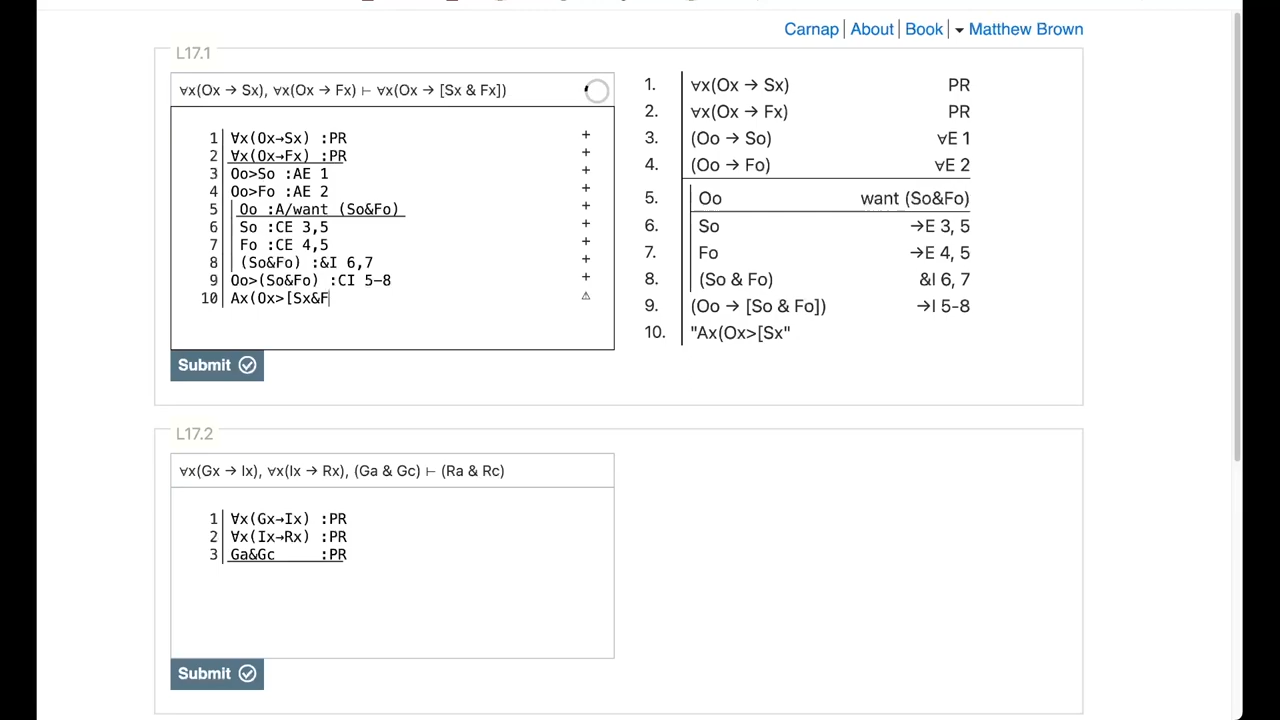 Carnap About Book Matthew Brown
L17.1
∀x(Ox → Sx), ∀x(Ox → Fx) ⊢ ∀x(Ox → [Sx & Fx])
1 ∀x(Ox→Sx) :PR +
2 ∀x(Ox→Fx) :PR +
3 Oo>So :AE 1 +
4 Oo>Fo :AE 2 +
5 Oo :A/want (So&Fo) +
6 So :CE 3,5 +
7 Fo :CE 4,5 +
8 (So&Fo) :&I 6,7 +
9 Oo>(So&Fo) :CI 5-8 +
10 Ax(Ox>[Sx&F ⚠
Submit
1. ∀x(Ox → Sx) PR
2. ∀x(Ox → Fx) PR
3. (Oo → So) ∀E 1
4. (Oo → Fo) ∀E 2
5. Oo want (So&Fo)
6. So →E 3, 5
7. Fo →E 4, 5
8. (So & Fo) &I 6, 7
9. (Oo → [So & Fo]) →I 5-8
10. "Ax(Ox>[Sx"
L17.2
∀x(Gx → Ix), ∀x(Ix → Rx), (Ga & Gc) ⊢ (Ra & Rc)
1 ∀x(Gx→Ix) :PR
2 ∀x(Ix→Rx) :PR
3 Ga&Gc :PR
Submit